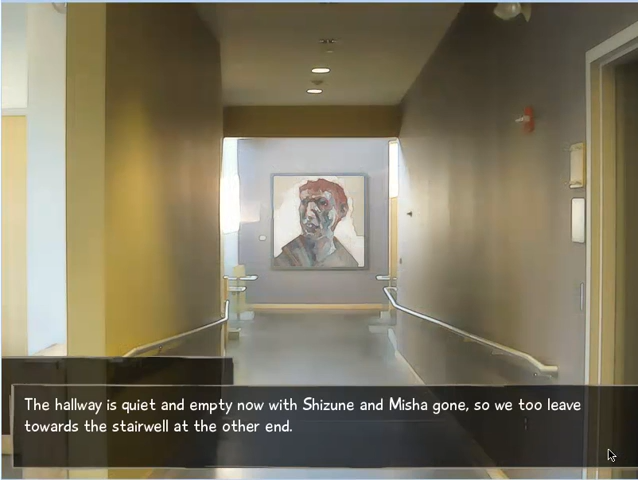 The hallway is quiet and empty now with Shizune and Misha gone, so we too leave
towards the stairwell at the other end.